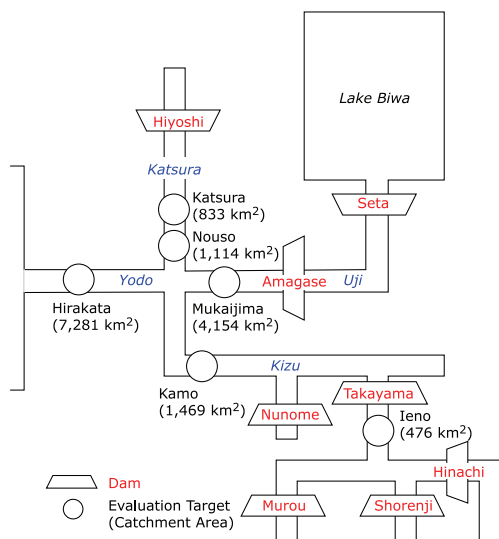 Lake Biwa
Hiyoshi
Katsura
Katsura
(833 km²)
Seta
Nouso
(1,114 km²)
Yodo
Amagase
Uji
Hirakata
(7,281 km²)
Mukaijima
(4,154 km²)
Kizu
Kamo
(1,469 km²)
Nunome
Takayama
Ieno
(476 km²)
Hinachi
Dam
Murou
Shorenji
Evaluation Target
(Catchment Area)